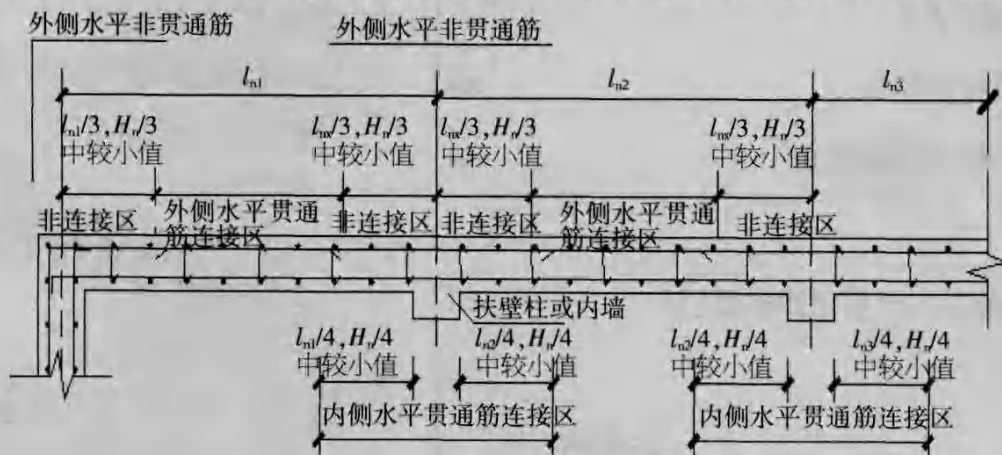 外侧水平非贯通筋
外侧水平非贯通筋
ln1
ln2
ln3
ln1/3,Hn/3
中较小值
lnx/3,Hn/3
中较小值
lnx/3,Hn/3
中较小值
lnx/3,Hn/3
中较小值
非连接区
外侧水平贯通
筋连接区
非连接区
非连接区
外侧水平贯通
筋连接区
非连接区
扶壁柱或内墙
ln1/4,Hn/4
中较小值
ln2/4,Hn/4
中较小值
ln2/4,Hn/4
中较小值
ln3/4,Hn/4
中较小值
内侧水平贯通筋连接区
内侧水平贯通筋连接区